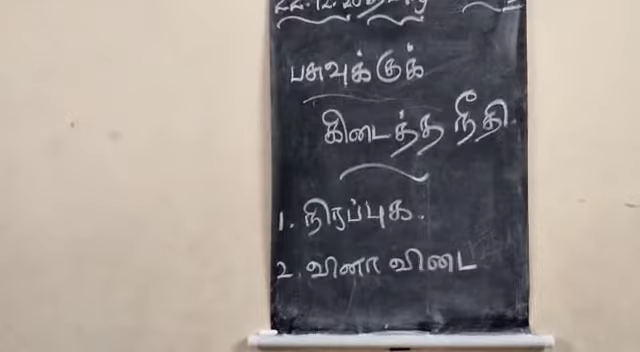 பசுவுக்குக்
கிடைத்த நீதி.
1. நிரப்புக.
2. வினா விடை